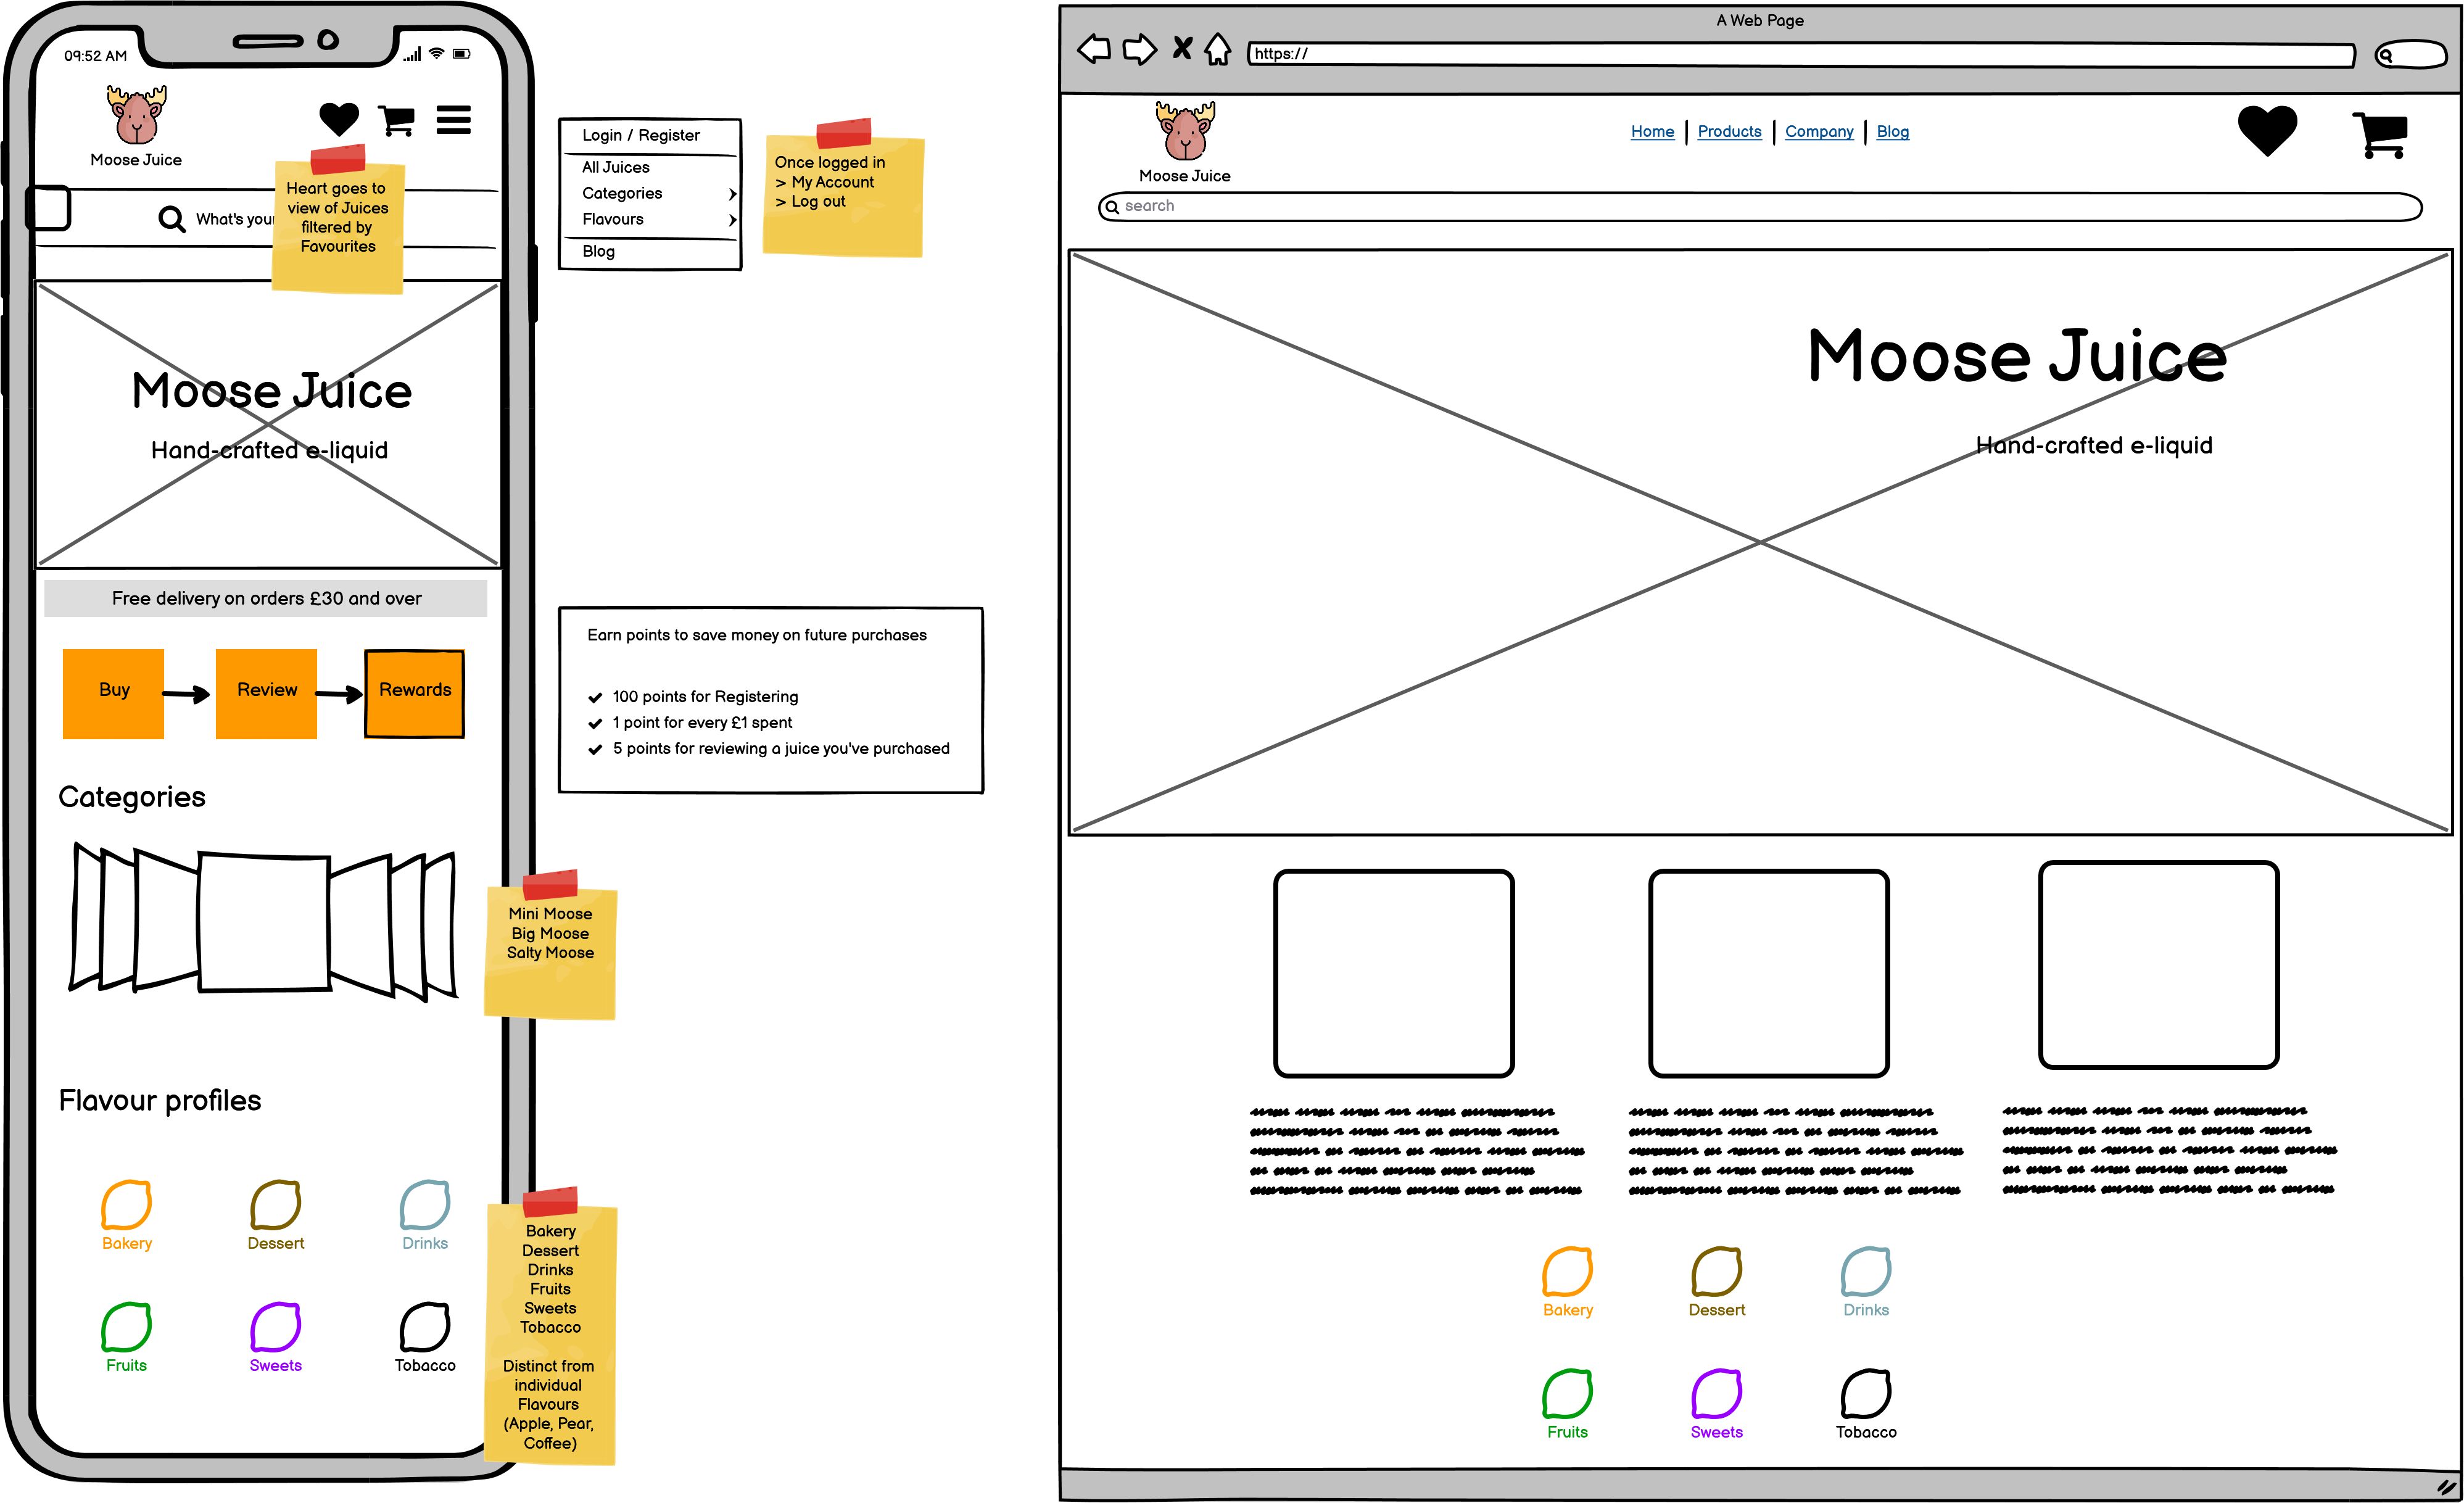 09:52 AM
Moose Juice
Heart goes to
view of Juices
filtered by
Favourites
What's your
Moose Juice
Hand-crafted e-liquid
Free delivery on orders £30 and over
Buy
Review
Rewards
Categories
Flavour profiles
Bakery
Dessert
Drinks
Fruits
Sweets
Tobacco
Login / Register
All Juices
Categories
Flavours
Blog
Once logged in
> My Account
> Log out
Earn points to save money on future purchases
100 points for Registering
1 point for every £1 spent
5 points for reviewing a juice you've purchased
Mini Moose
Big Moose
Salty Moose
Bakery
Dessert
Drinks
Fruits
Sweets
Tobacco
Distinct from
individual
Flavours
(Apple, Pear,
Coffee)
A Web Page
https://
Moose Juice
Home
Products
Company
Blog
search
Moose Juice
Hand-crafted e-liquid
Bakery
Dessert
Drinks
Fruits
Sweets
Tobacco